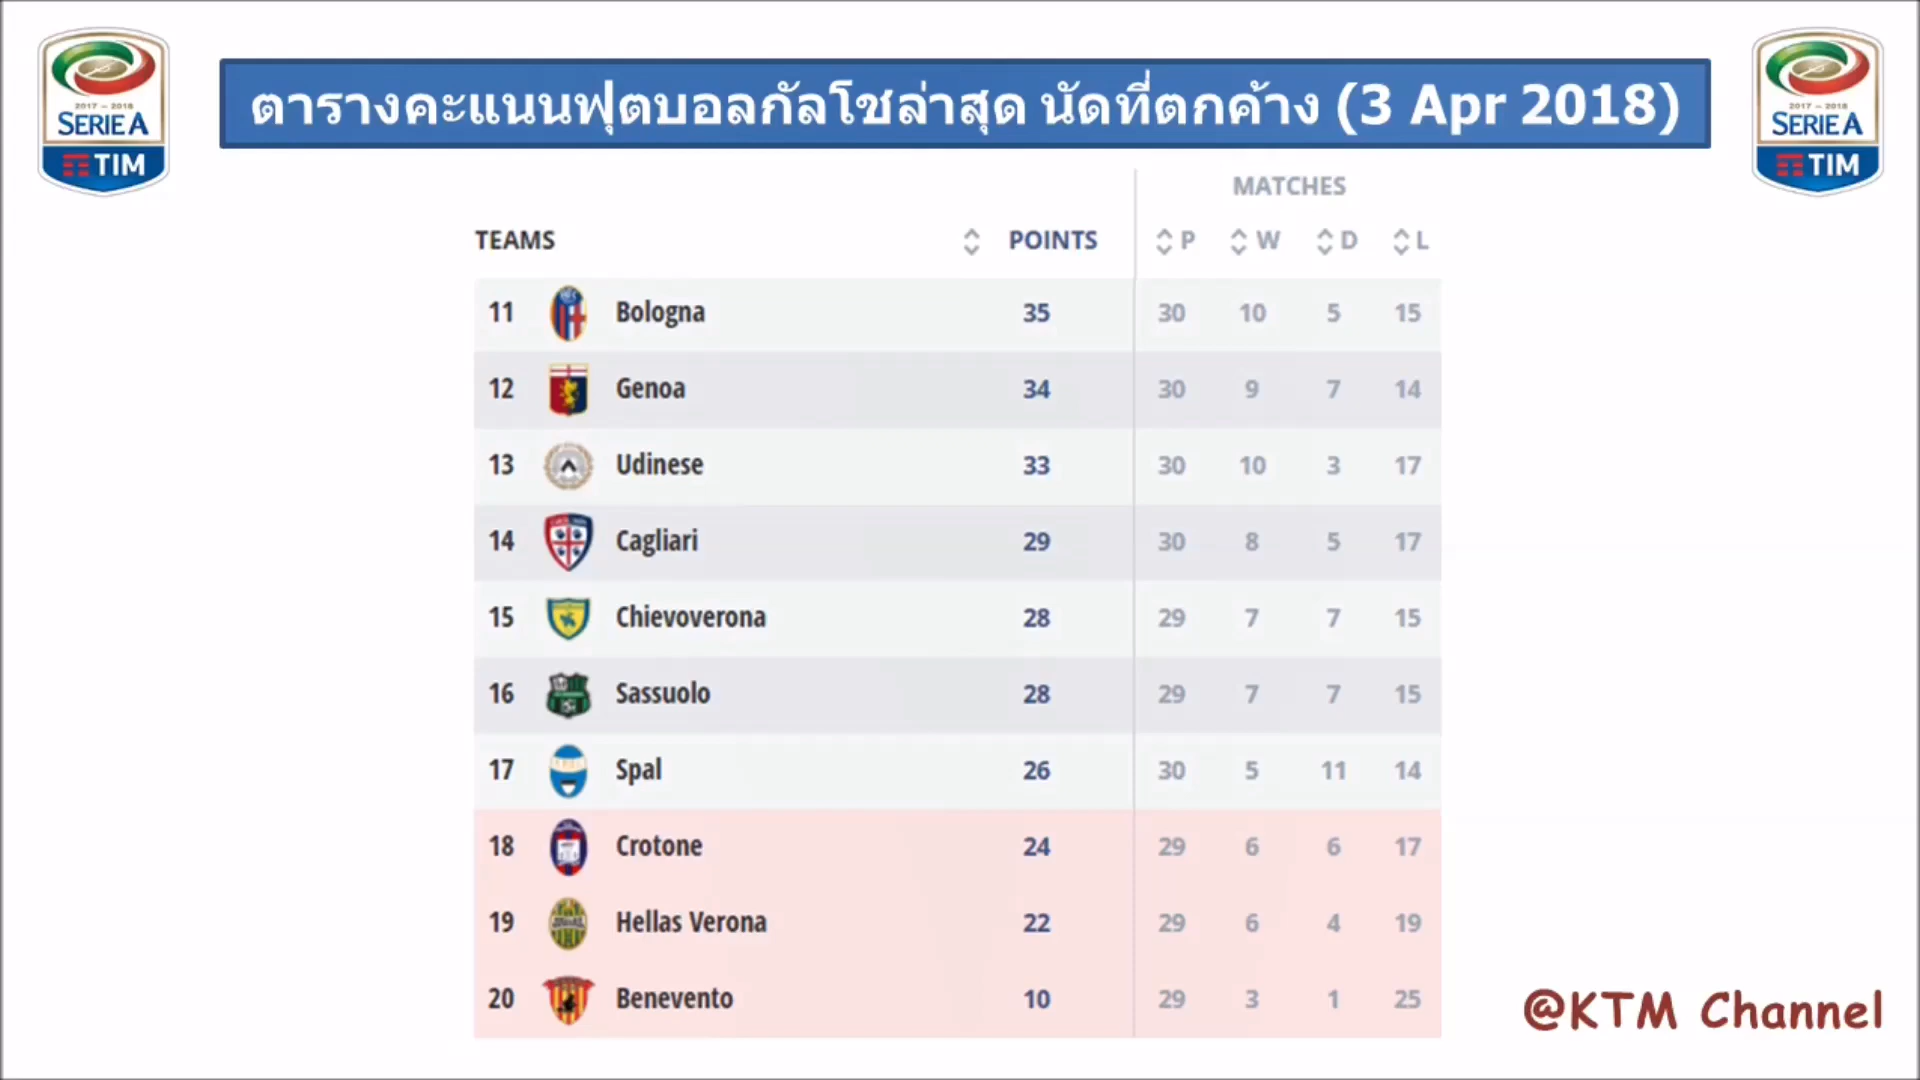 2017 - 2018
SERIE A
TIM
ตารางคะแนนฟุตบอลกัลโชล่าสุด นัดที่ตกค้าง (3 Apr 2018)
2017 - 2018
SERIE A
TIM
MATCHES
TEAMS POINTS P W D L
11 Bologna 35 30 10 5 15
12 Genoa 34 30 9 7 14
13 Udinese 33 30 10 3 17
14 Cagliari 29 30 8 5 17
15 Chievoverona 28 29 7 7 15
16 Sassuolo 28 29 7 7 15
17 Spal 26 30 5 11 14
18 Crotone 24 29 6 6 17
19 Hellas Verona 22 29 6 4 19
20 Benevento 10 29 3 1 25
@KTM Channel